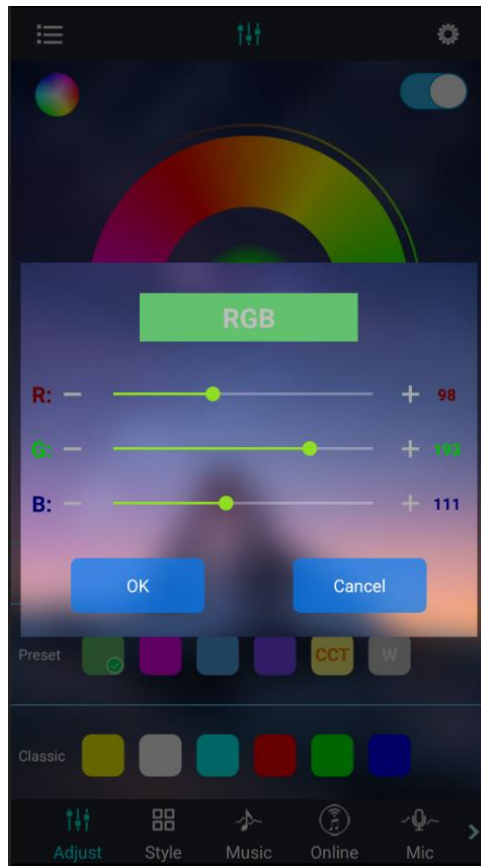 RGB
R: − + 98
G: − + 193
B: − + 111
OK Cancel
Preset CCT W
Classic
Adjust Style Music Online Mic